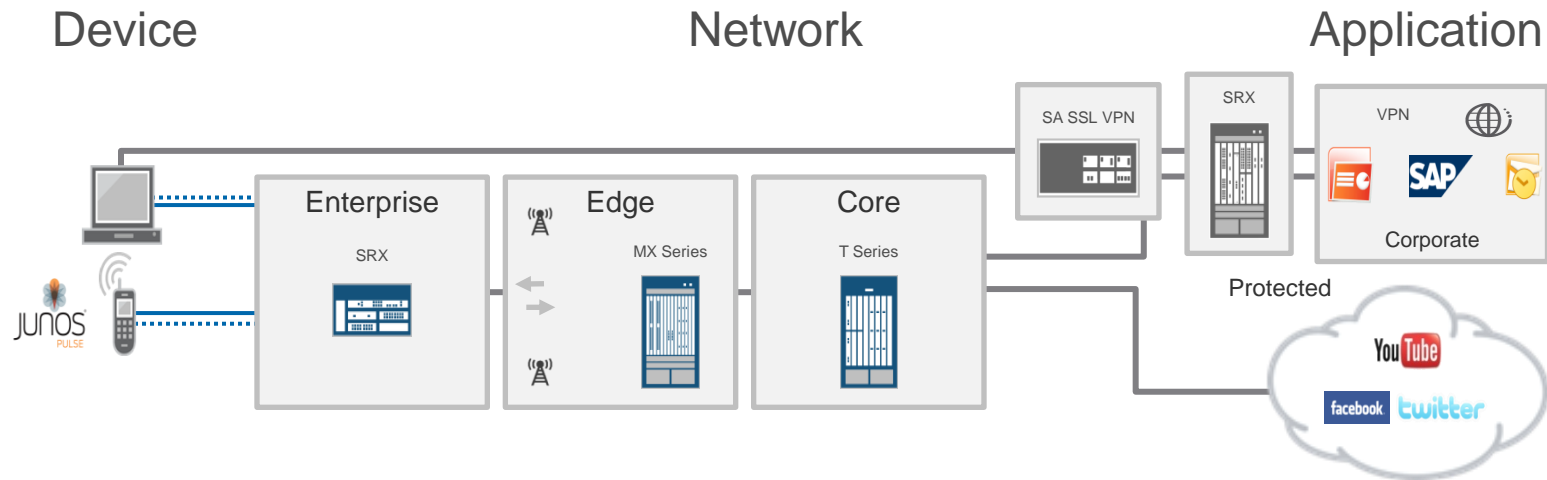 Device
Network
Application
SA SSL VPN
SRX
VPN
SAP
Corporate
Enterprise
SRX
Edge
MX Series
Core
T Series
JUNOS
PULSE
Protected
YouTube
facebook
twitter